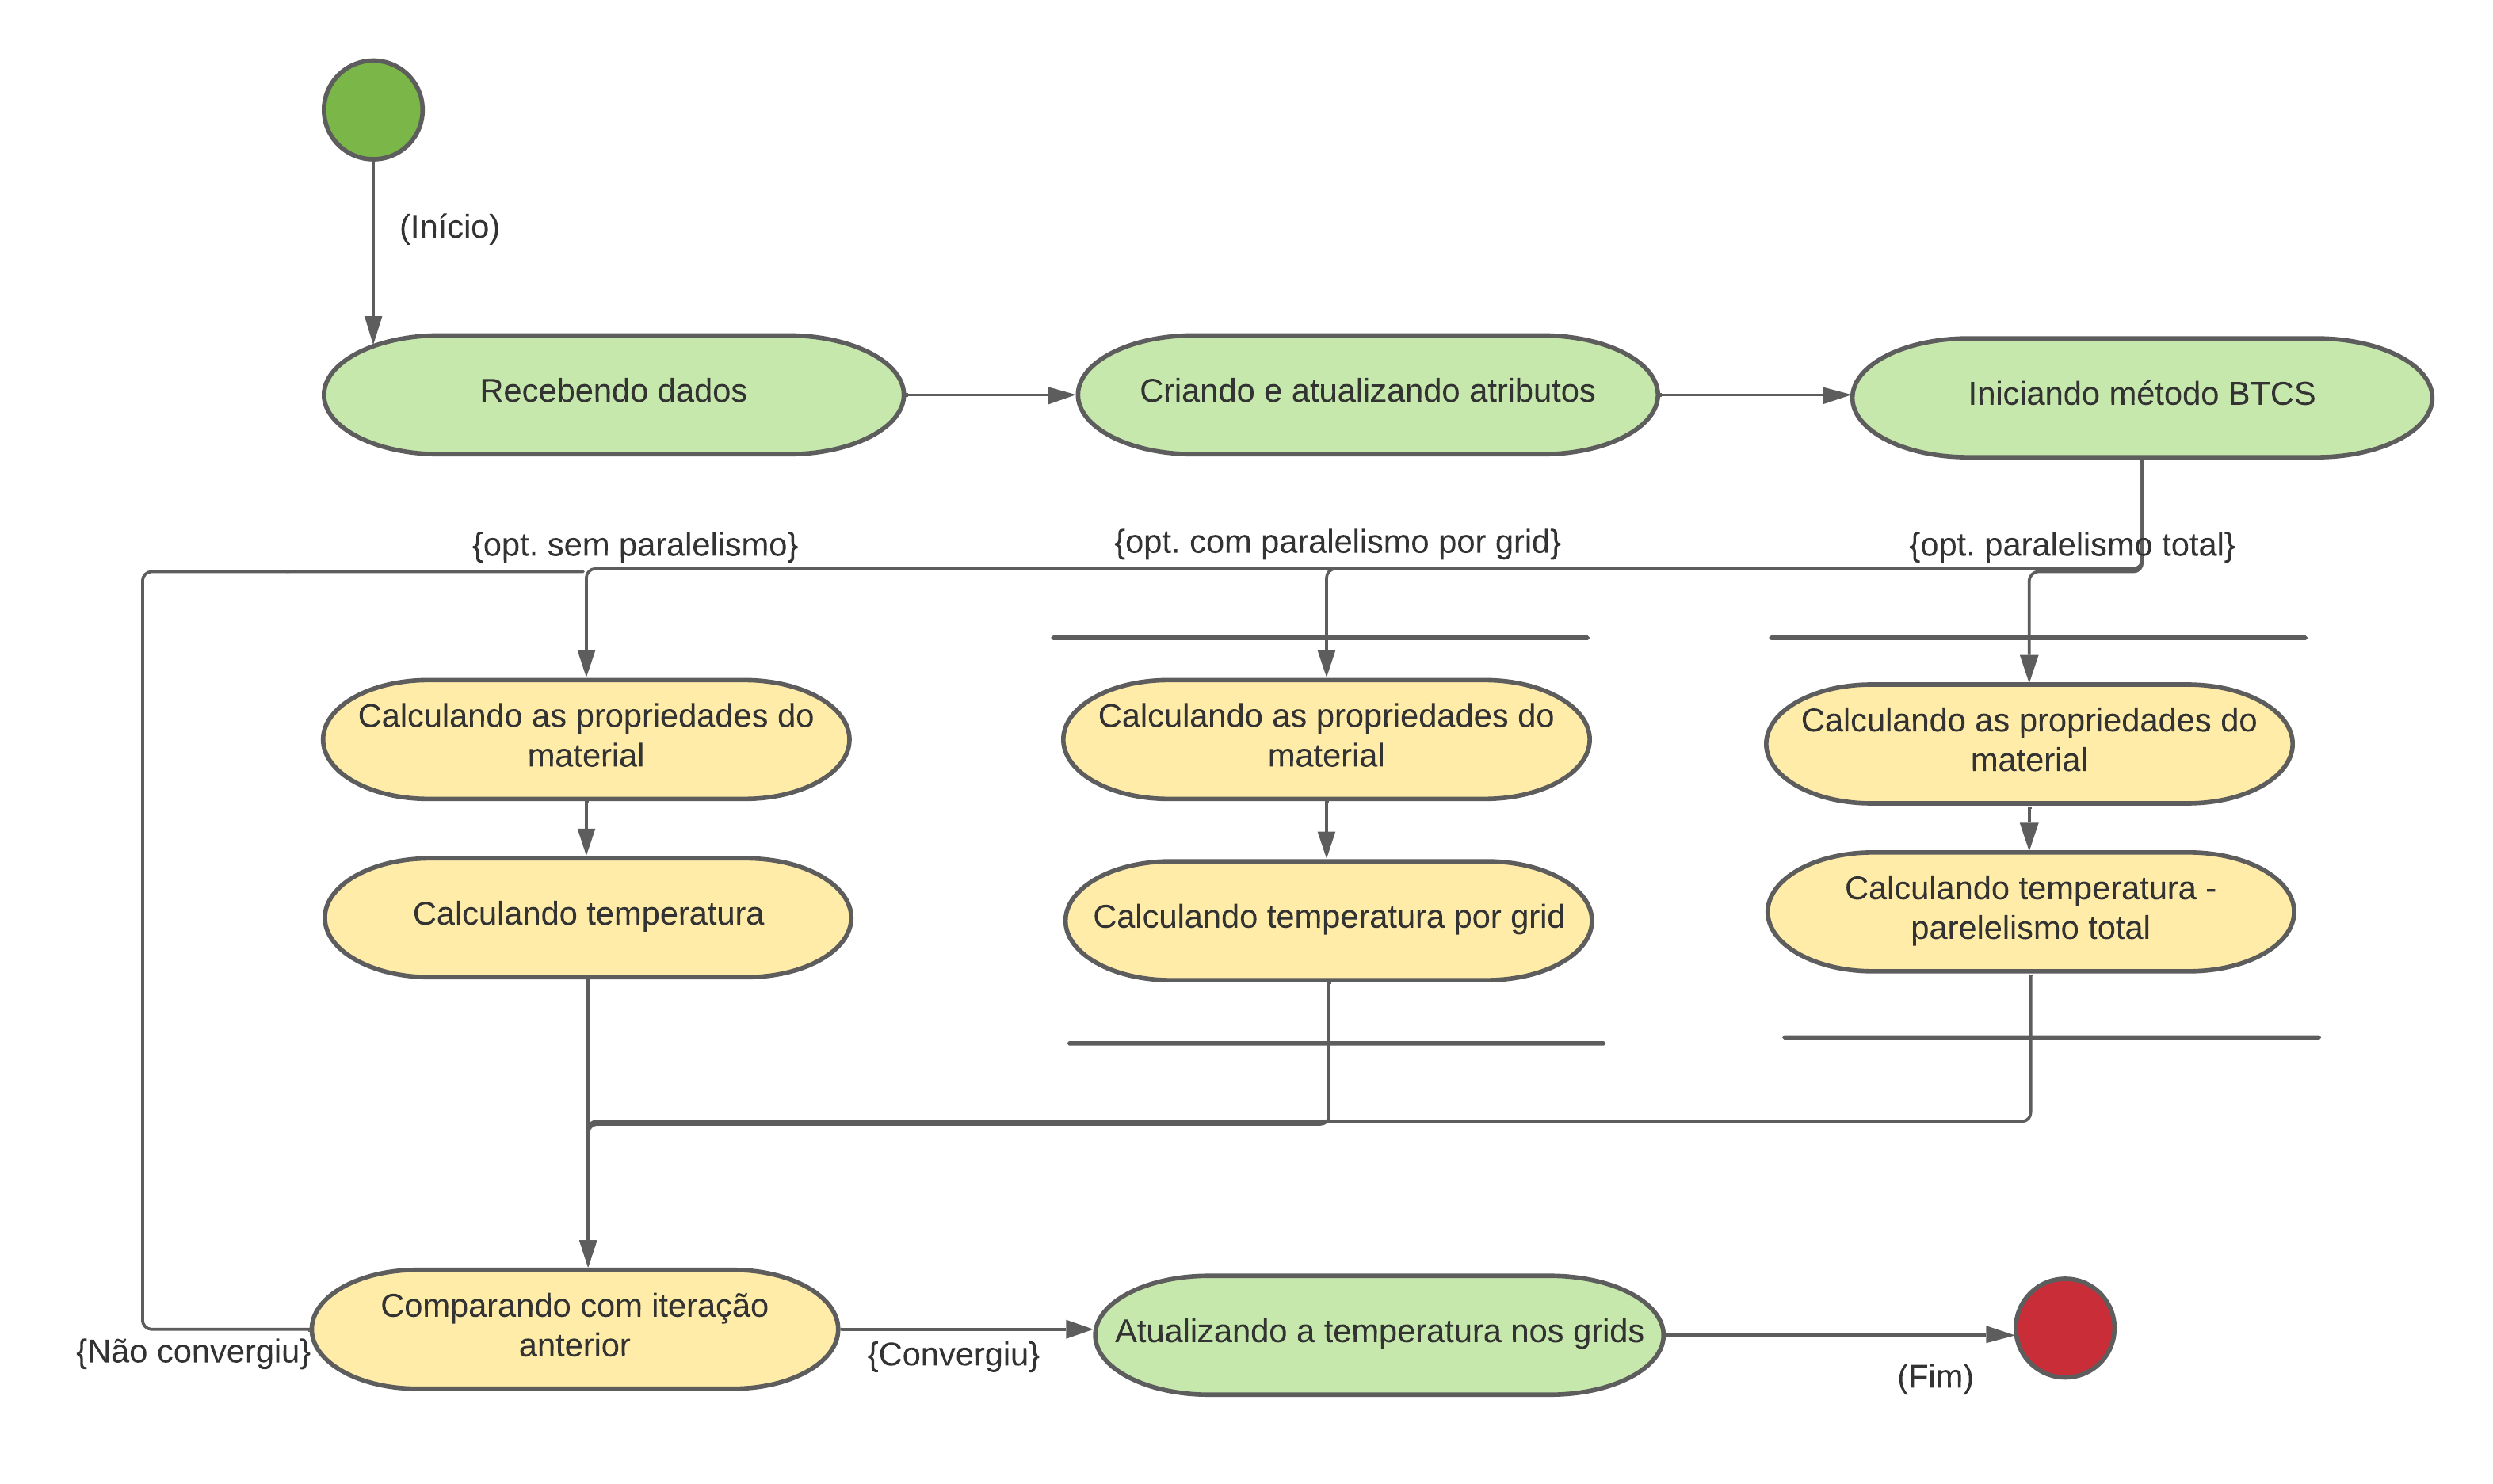 (Início)
Recebendo dados
Criando e atualizando atributos
Iniciando método BTCS
{opt. sem paralelismo}
{opt. com paralelismo por grid}
{opt. paralelismo total}
Calculando as propriedades do
material
Calculando as propriedades do
material
Calculando as propriedades do
material
Calculando temperatura
Calculando temperatura por grid
Calculando temperatura -
parelelismo total
Comparando com iteração
anterior
{Não convergiu}
{Convergiu}
Atualizando a temperatura nos grids
(Fim)